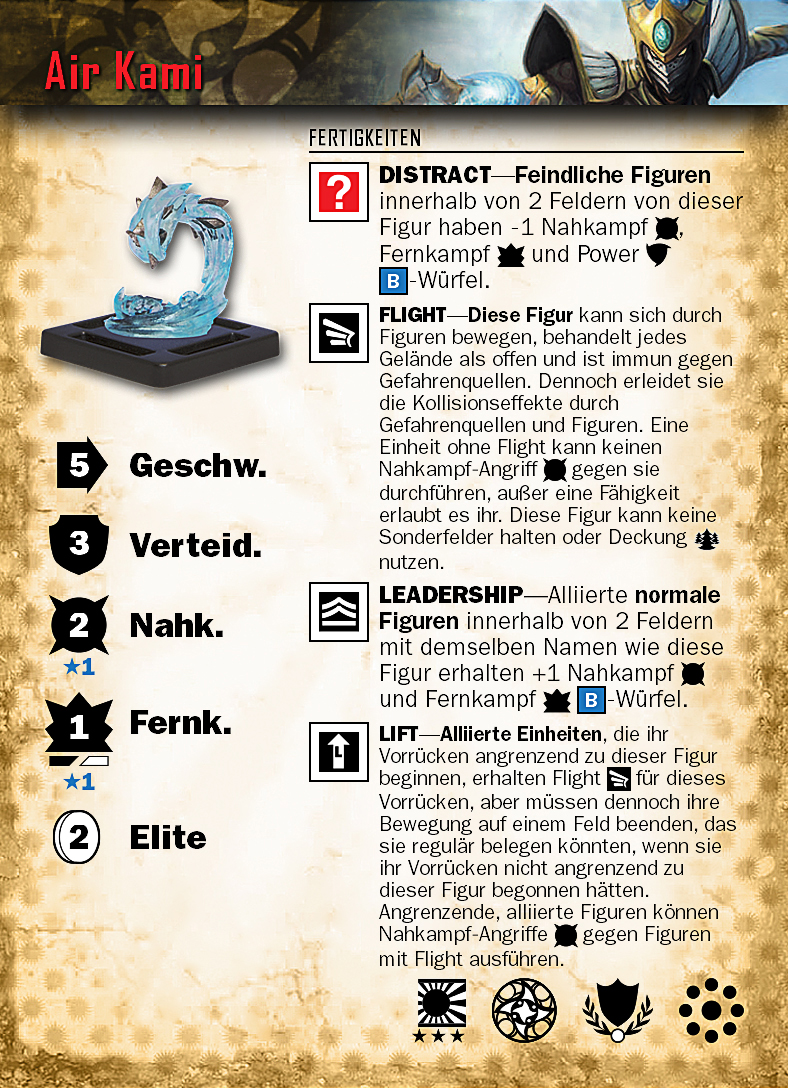 Air Kami
FERTIGKEITEN
?
DISTRACT—Feindliche Figuren
innerhalb von 2 Feldern von dieser
Figur haben -1 Nahkampf ,
Fernkampf und Power
B -Würfel.
FLIGHT—Diese Figur kann sich durch
Figuren bewegen, behandelt jedes
Gelände als offen und ist immun gegen
Gefahrenquellen. Dennoch erleidet sie
die Kollisionseffekte durch
Gefahrenquellen und Figuren. Eine
Einheit ohne Flight kann keinen
Nahkampf-Angriff gegen sie
durchführen, außer eine Fähigkeit
erlaubt es ihr. Diese Figur kann keine
Sonderfelder halten oder Deckung
nutzen.
LEADERSHIP—Alliierte normale
Figuren innerhalb von 2 Feldern
mit demselben Namen wie diese
Figur erhalten +1 Nahkampf
und Fernkampf B -Würfel.
L
LIFT—Alliierte Einheiten, die ihr
Vorrücken angrenzend zu dieser Figur
beginnen, erhalten Flight für dieses
Vorrücken, aber müssen dennoch ihre
Bewegung auf einem Feld beenden, das
sie regulär belegen könnten, wenn sie
ihr Vorrücken nicht angrenzend zu
dieser Figur begonnen hätten.
Angrenzende, alliierte Figuren können
Nahkampf-Angriffe gegen Figuren
mit Flight ausführen.
5 Geschw.
3 Verteid.
2 Nahk.
★1
1 Fernk.
★1
2 Elite
★★★